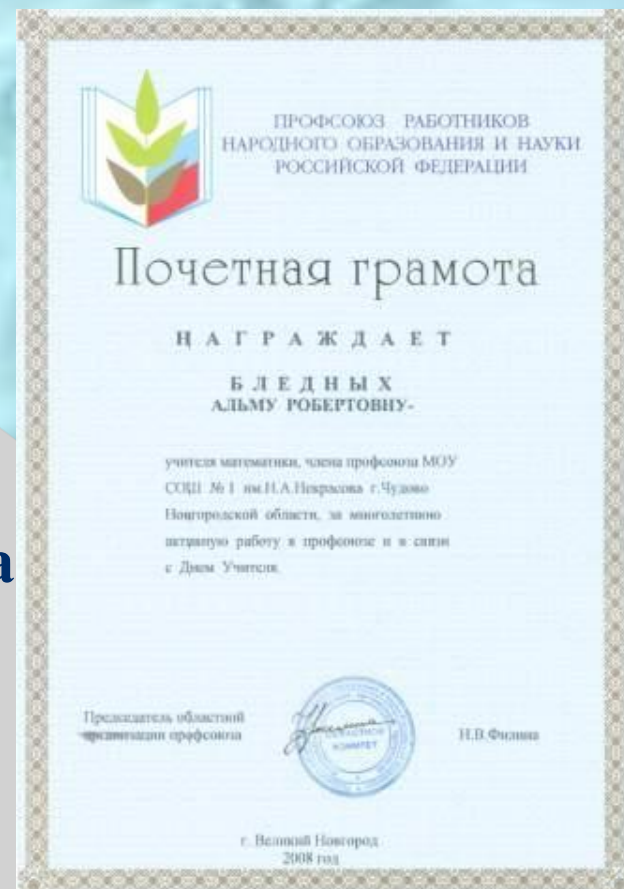 ПРОФСОЮЗ РАБОТНИКОВ
НАРОДНОГО ОБРАЗОВАНИЯ И НАУКИ
РОССИЙСКОЙ ФЕДЕРАЦИИ
Почетная грамота
НАГРАЖДАЕТ
БЛЕДНЫХ
АЛЬМУ РОБЕРТОВНУ-
учителя математики, члена профсоюза МОУ
СОШ № 1 им.Н.А.Некрасова г.Чудово
Новгородской области, за многолетнюю
активную работу в профсоюзе и в связи
с Днем Учителя.
а
Председатель областной
организации профсоюза
ОБЛАСТНОЙ
КОМИТЕТ
Н.В.Филина
г. Великий Новгород
2008 год